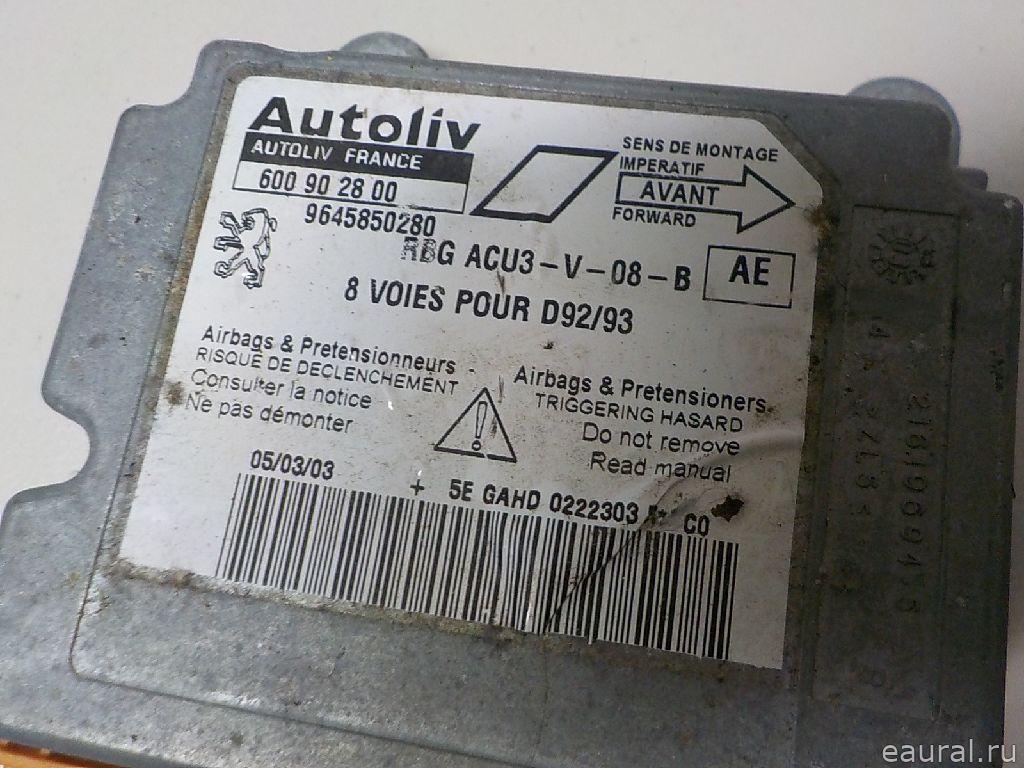 Autoliv
AUTOLIV FRANCE
600 90 28 00
9645850280
SENS DE MONTAGE
IMPERATIF
AVANT
FORWARD
RBG ACU3-V-08-B
AE
8 VOIES POUR D92/93
Airbags & Pretensionneurs
RISQUE DE DECLENCHEMENT
Consulter la notice
Ne pas démonter
Airbags & Pretensioners
TRIGGERING HASARD
Do not remove
Read manual
05/03/03
+ 5E GAHD 0222303 C0
eaural.ru